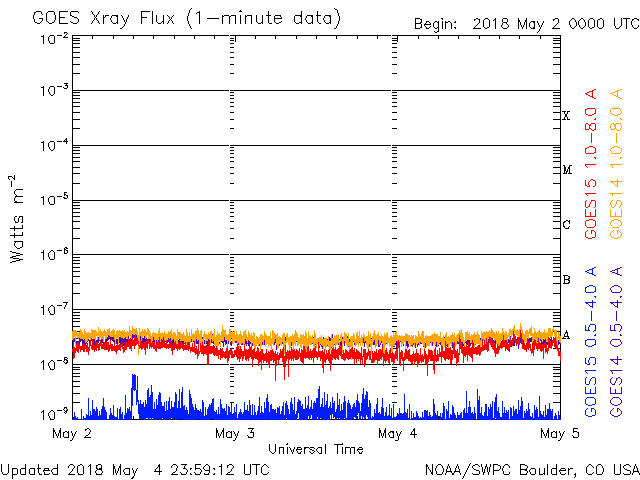 GOES Xray Flux (1-minute data)
Begin: 2018 May 2 0000 UTC
10⁻²
10⁻³
10⁻⁴
10⁻⁵
10⁻⁶
10⁻⁷
10⁻⁸
10⁻⁹
Watts m⁻²
X
M
C
B
A
GOES15 1.0-8.0 A
GOES14 1.0-8.0 A
GOES15 0.5-4.0 A
GOES14 0.5-4.0 A
May 2
May 3
May 4
May 5
Universal Time
Updated 2018 May 4 23:59:12 UTC
NOAA/SWPC Boulder, CO USA